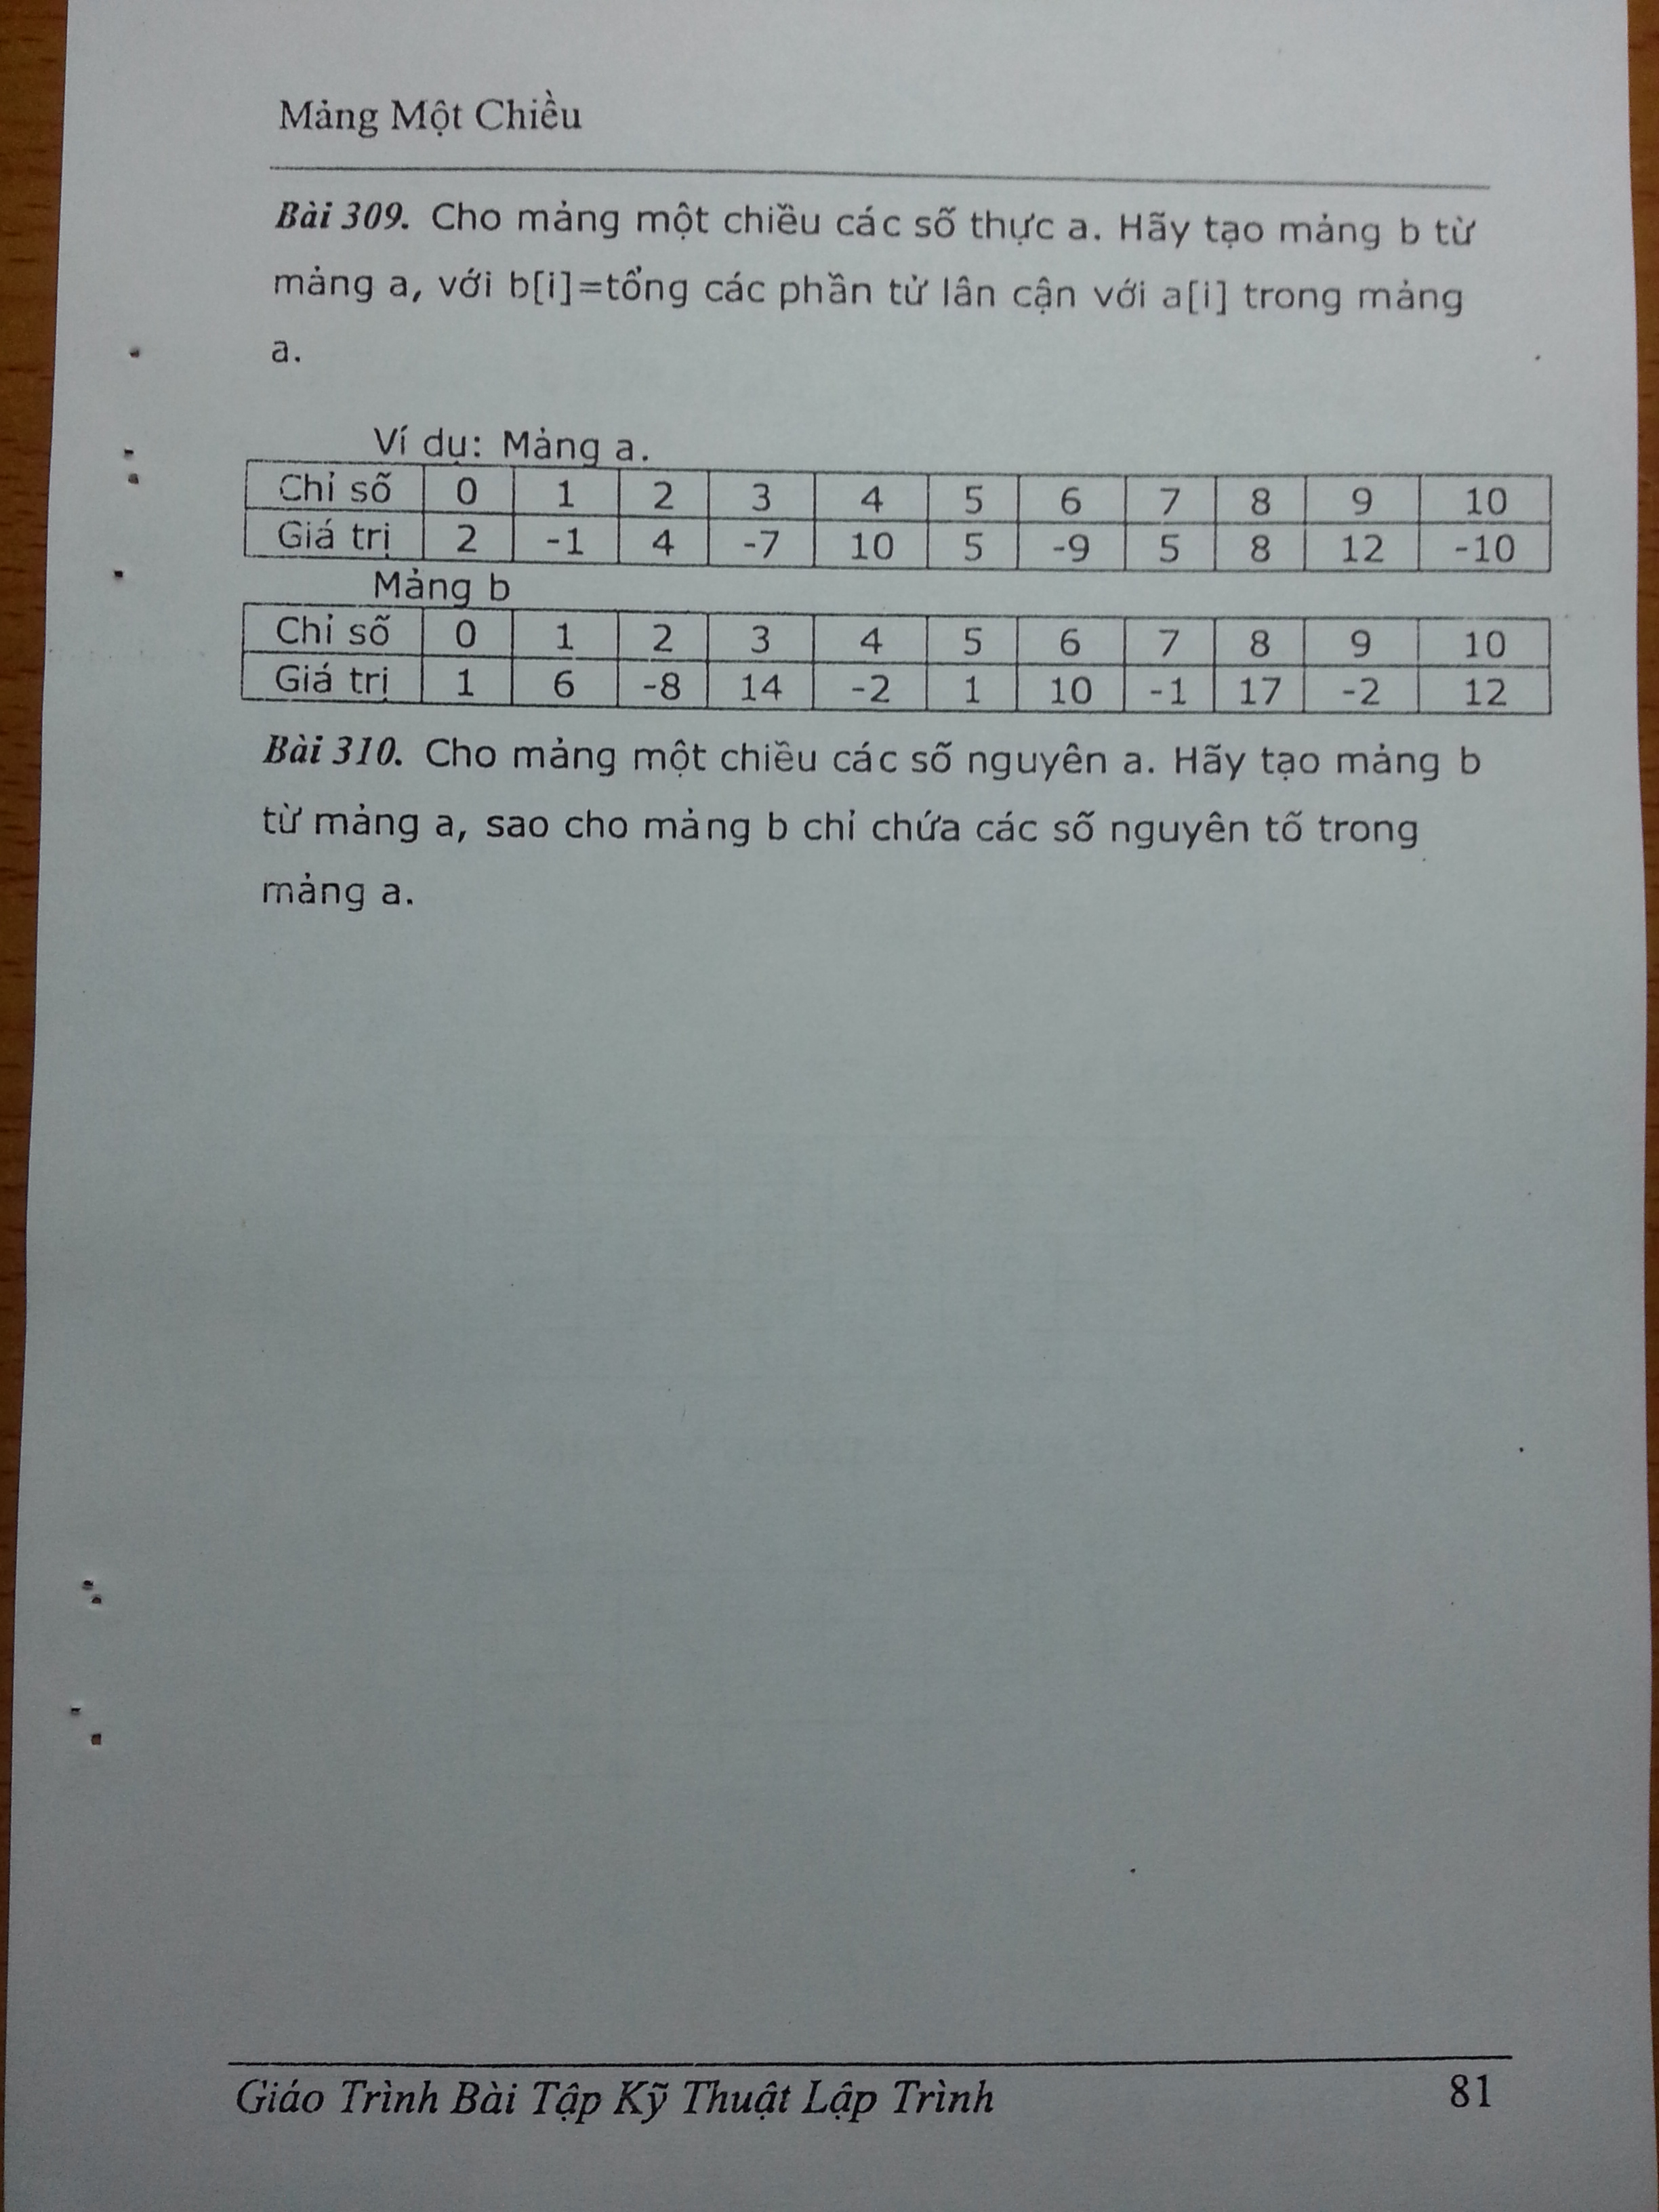 Mảng Một Chiều
Bài 309. Cho mảng một chiều các số thực a. Hãy tạo mảng b từ
mảng a, với b[i]=tổng các phần tử lân cận với a[i] trong mảng
a.
Ví dụ: Mảng a.
Chỉ số 0 1 2 3 4 5 6 7 8 9 10
Giá trị 2 -1 4 -7 10 5 -9 5 8 12 -10
Mảng b
Chỉ số 0 1 2 3 4 5 6 7 8 9 10
Giá trị 1 6 -8 14 -2 1 10 -1 17 -2 12
Bài 310. Cho mảng một chiều các số nguyên a. Hãy tạo mảng b
từ mảng a, sao cho mảng b chỉ chứa các số nguyên tố trong
mảng a.
Giáo Trình Bài Tập Kỹ Thuật Lập Trình 81